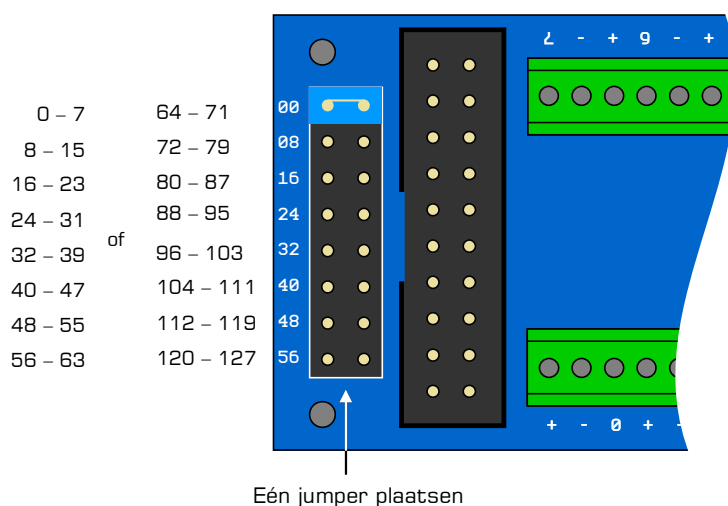 7 - + 6 - +
0 – 7 64 – 71 00
8 – 15 72 – 79 08
16 – 23 80 – 87 16
24 – 31 88 – 95 24
of
32 – 39 96 – 103 32
40 – 47 104 – 111 40
48 – 55 112 – 119 48
56 – 63 120 – 127 56
+ - 0 + -
Eén jumper plaatsen